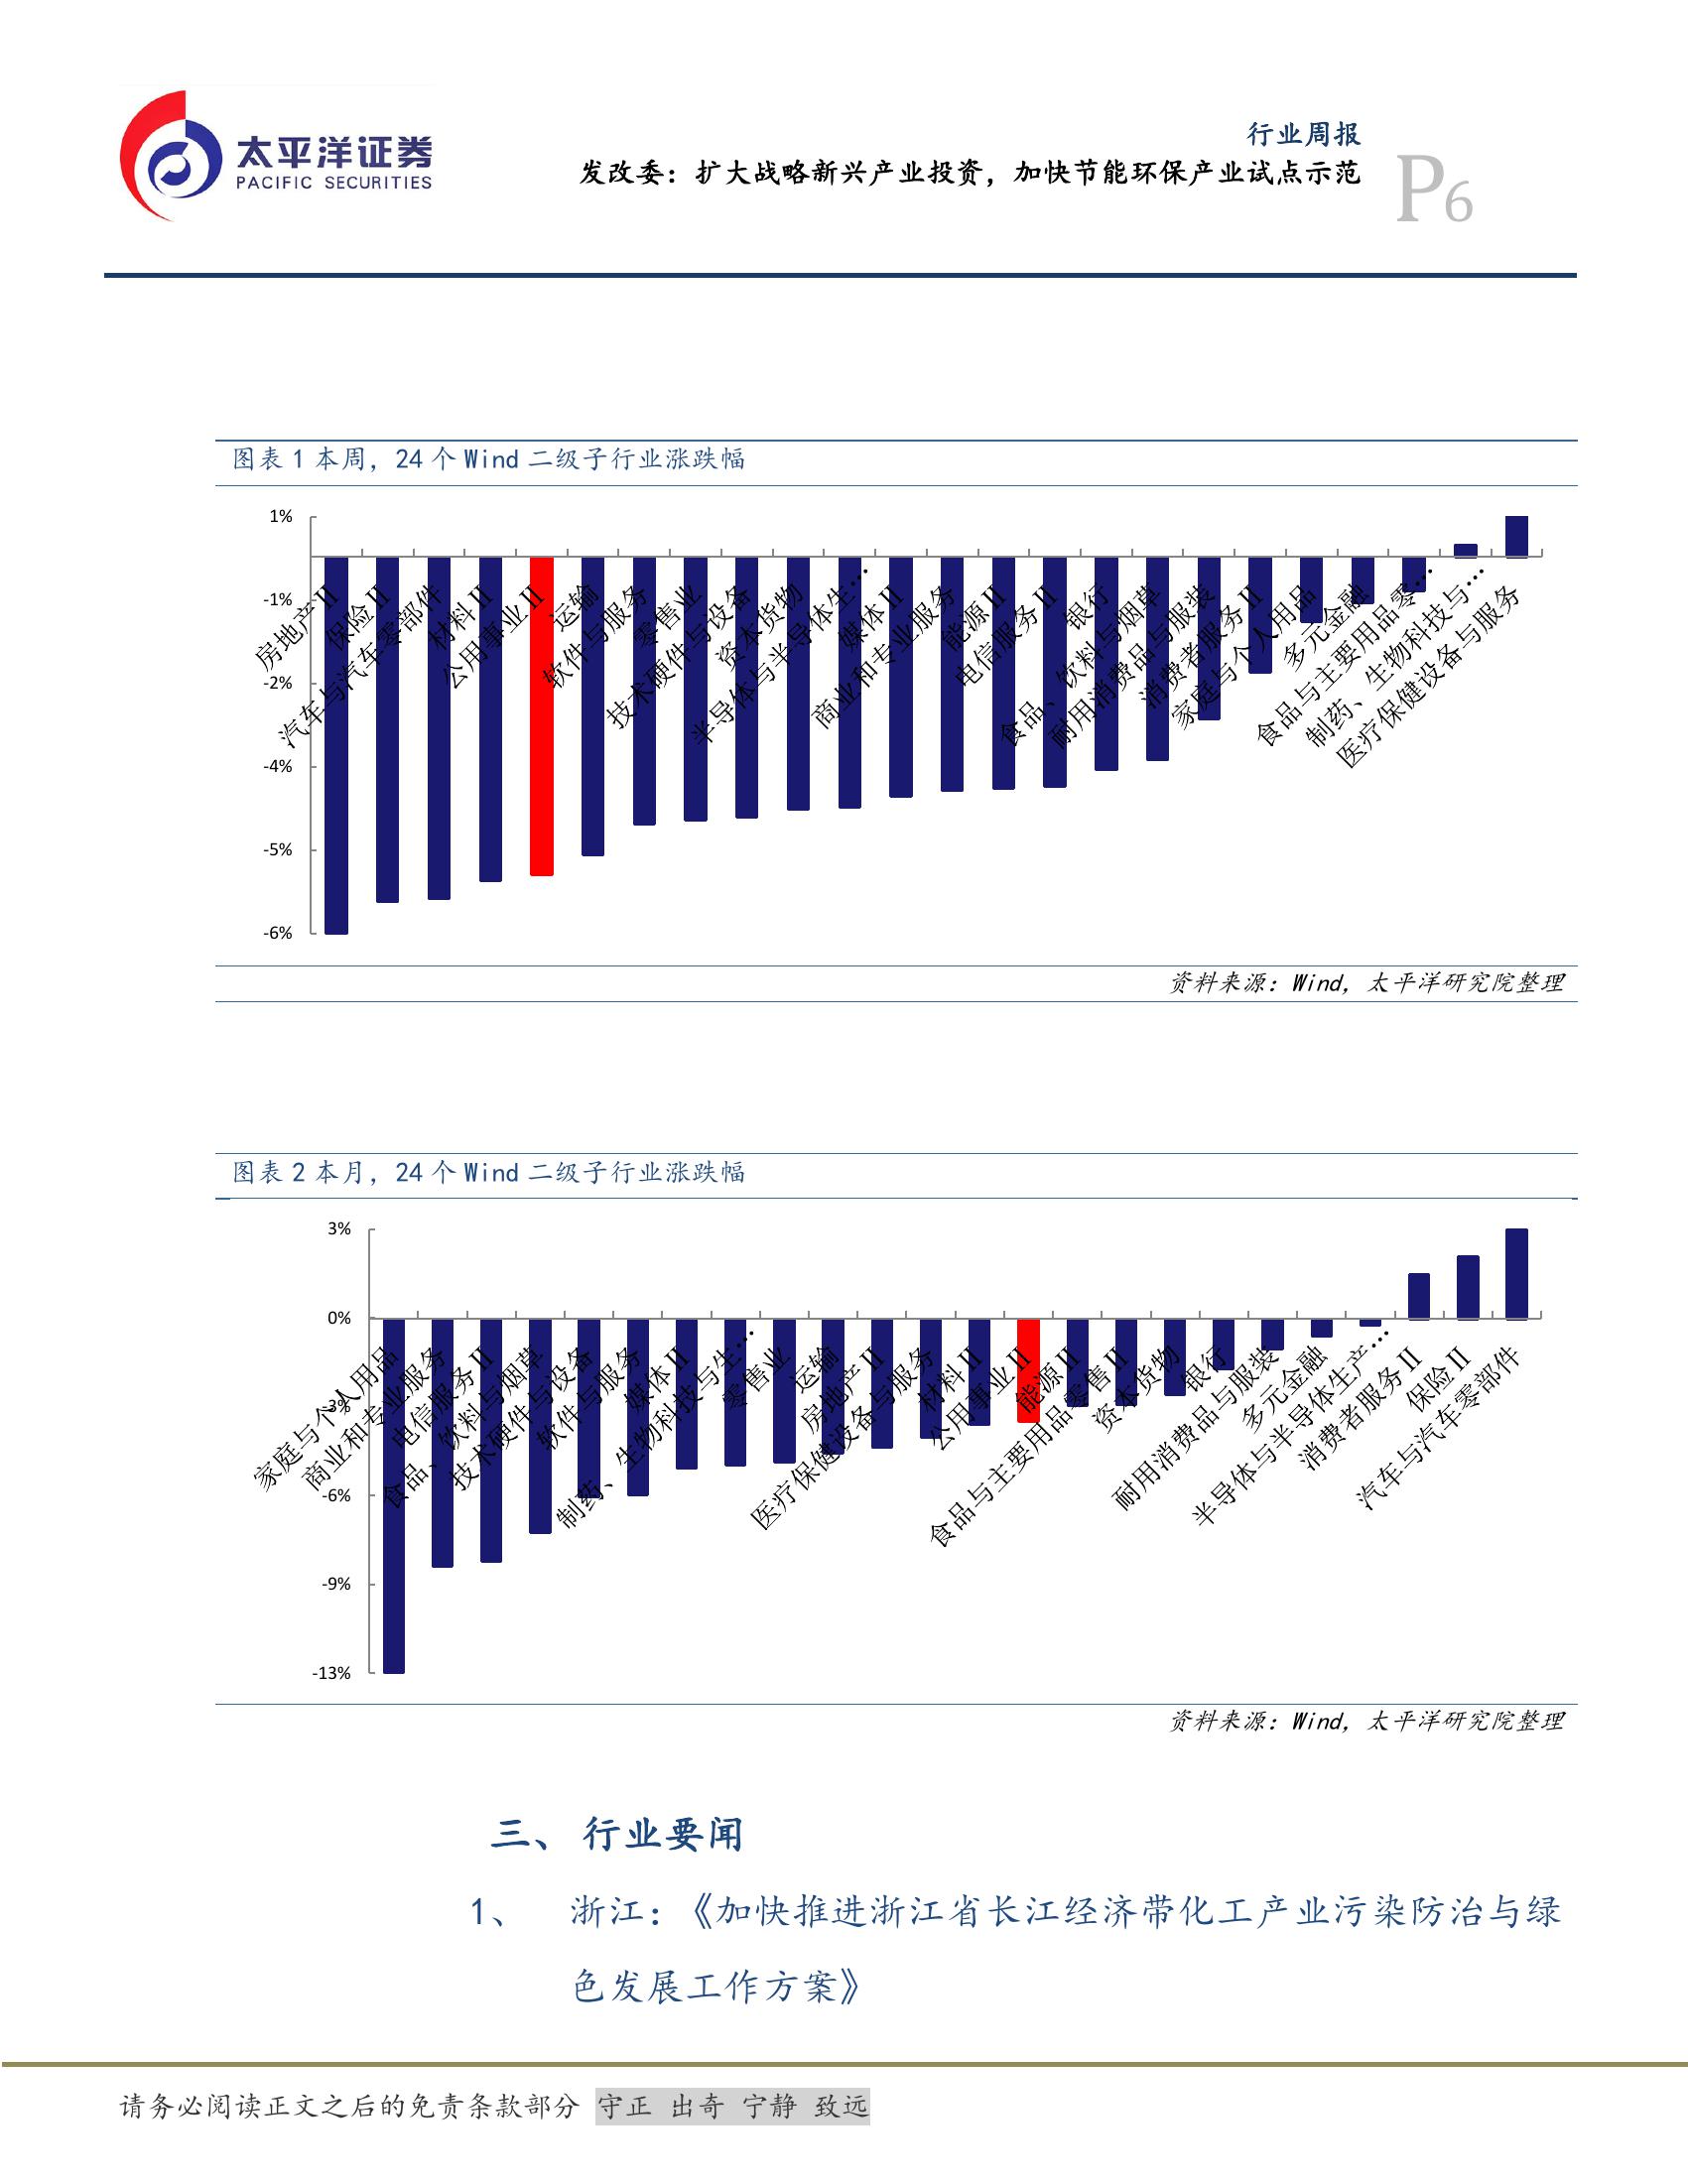 太平洋证券
PACIFIC SECURITIES
行业周报
发改委：扩大战略新兴产业投资，加快节能环保产业试点示范
P6
图表 1 本周，24 个 Wind 二级子行业涨跌幅
1%
-1%
-2%
-4%
-5%
-6%
房地产Ⅱ
保险Ⅱ
汽车与汽车零部件
材料Ⅱ
公用事业Ⅱ
运输
软件与服务
零售业
技术硬件与设备
资本货物
半导体与半导体生…
媒体Ⅱ
商业和专业服务
能源Ⅱ
电信服务Ⅱ
银行
食品、饮料与烟草
耐用消费品与服装
消费者服务Ⅱ
家庭与个人用品
多元金融
食品与主要用品零…
制药、生物科技与…
医疗保健设备与服务
资料来源：Wind，太平洋研究院整理
图表 2 本月，24 个 Wind 二级子行业涨跌幅
3%
0%
-3%
-6%
-9%
-13%
家庭与个人用品
商业和专业服务
电信服务Ⅱ
食品、饮料与烟草
技术硬件与设备
软件与服务
媒体Ⅱ
制药、生物科技与生…
零售业
运输
房地产Ⅱ
医疗保健设备与服务
材料Ⅱ
公用事业Ⅱ
能源Ⅱ
食品与主要用品零售Ⅱ
资本货物
银行
耐用消费品与服装
多元金融
半导体与半导体生产…
消费者服务Ⅱ
保险Ⅱ
汽车与汽车零部件
资料来源：Wind，太平洋研究院整理
三、 行业要闻
1、 浙江：《加快推进浙江省长江经济带化工产业污染防治与绿
色发展工作方案》
请务必阅读正文之后的免责条款部分 守正 出奇 宁静 致远